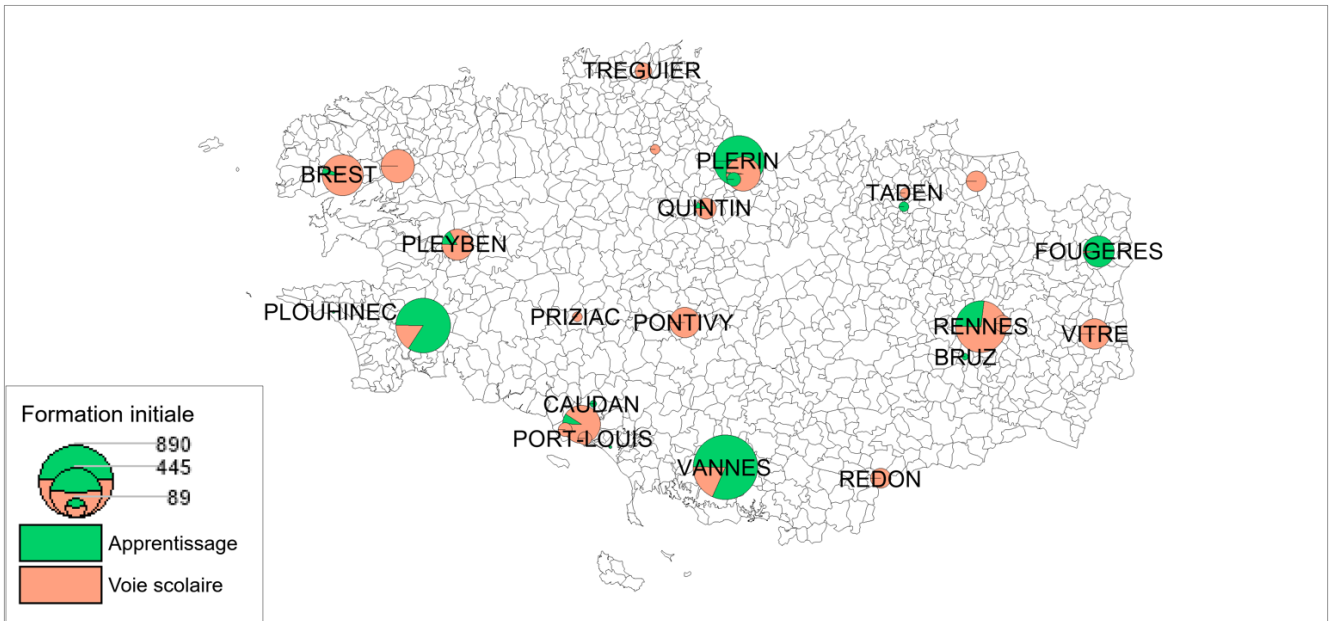 TREGUIER
PLERIN
BREST
TADEN
QUINTIN
PLEYBEN
FOUGERES
PLOUHINEC
PRIZIAC
PONTIVY
RENNES
VITRE
BRUZ
CAUDAN
PORT-LOUIS
VANNES
REDON
Formation initiale
890
445
89
Apprentissage
Voie scolaire